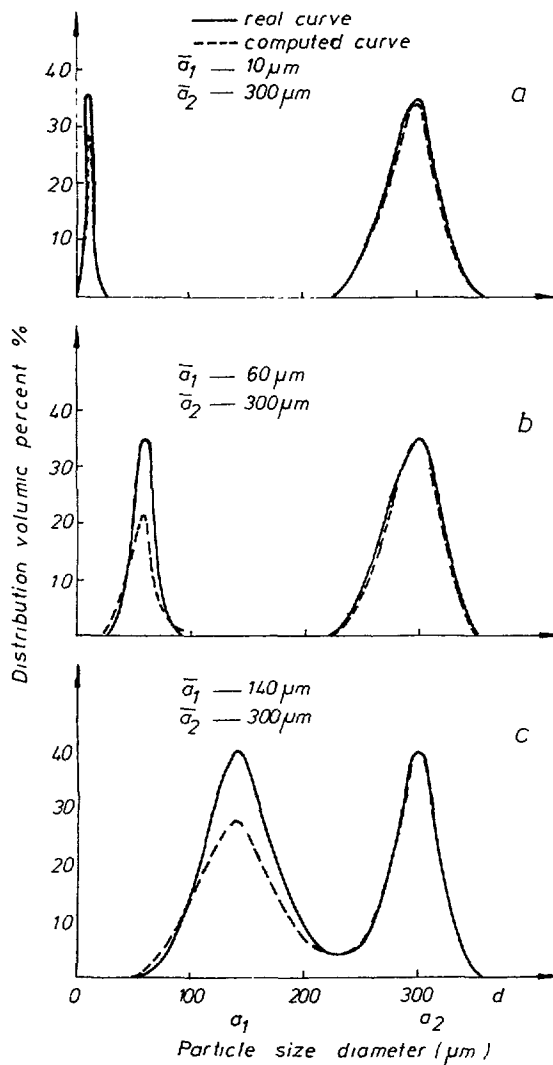 real curve
computed curve
ā1 — 10 μm
ā2 — 300 μm
a
40
30
20
10
ā1 — 60 μm
ā2 — 300 μm
b
40
30
20
10
ā1 — 140 μm
ā2 — 300 μm
c
40
30
20
10
0 100 200 300 d
a1 a2
Particle size diameter (μm)
Distribution volumic percent %